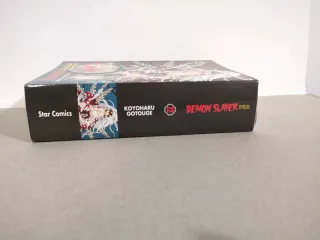 Star Comics
KOYOHARU
GOTOUGE
DEMON SLAYER